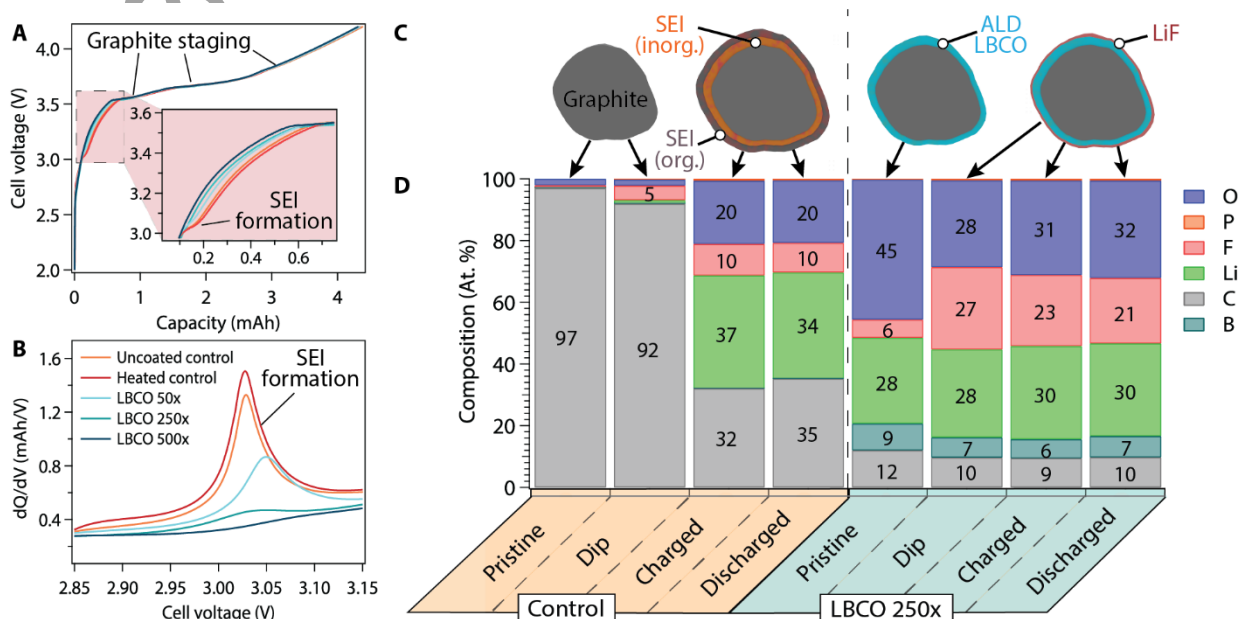 A
Graphite staging
4.0
3.5
3.0
2.5
2.0
Cell voltage (V)
3.6
3.4
3.2
3.0
SEI
formation
0.2
0.4
0.6
0
1
2
3
4
Capacity (mAh)
B
1.6
1.2
0.8
0.4
dQ/dV (mAh/V)
Uncoated control
Heated control
LBCO 50x
LBCO 250x
LBCO 500x
SEI
formation
2.85
2.90
2.95
3.00
3.05
3.10
3.15
Cell voltage (V)
C
Graphite
SEI
(inorg.)
SEI
(org.)
ALD
LBCO
LiF
D
100
80
60
40
20
0
Composition (At. %)
97
5
92
20
10
37
32
20
10
34
35
45
6
28
9
12
28
27
28
7
10
31
23
30
6
9
32
21
30
7
10
O
P
F
Li
C
B
Pristine
Dip
Charged
Discharged
Pristine
Dip
Charged
Discharged
Control
LBCO 250x